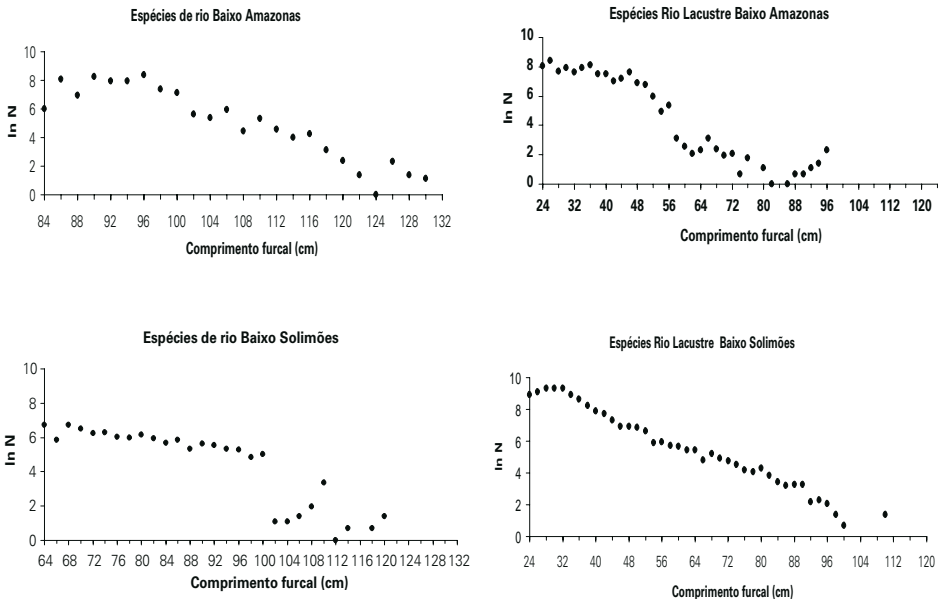 Espécies de rio Baixo Amazonas
10
8
6
4
2
0
ln N
84 88 92 96 100 104 108 112 116 120 124 128 132
Comprimento furcal (cm)
Espécies Rio Lacustre Baixo Amazonas
10
8
6
4
2
0
ln N
24 32 40 48 56 64 72 80 88 96 104 112 120
Comprimento furcal (cm)
Espécies de rio Baixo Solimões
10
8
6
4
2
0
ln N
64 68 72 76 80 84 88 92 96 100 104 108 112 116 120 124 128 132
Comprimento furcal (cm)
Espécies Rio Lacustre Baixo Solimões
10
8
6
4
2
0
ln N
24 32 40 48 56 64 72 80 88 96 104 112 120
Comprimento furcal (cm)